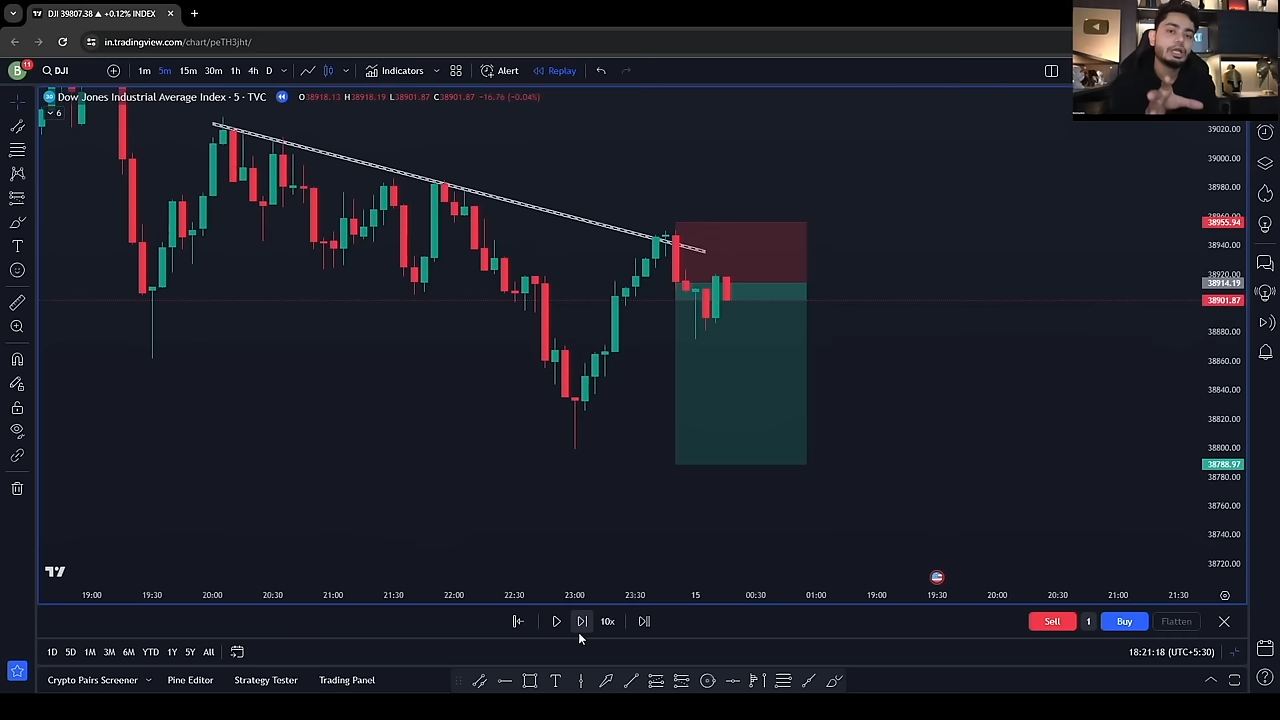 DJI 39807.38 ▲ +0.12% INDEX
in.tradingview.com/chart/peTH3jht/
B
11
DJI
1m 5m 15m 30m 1h 4h D
Indicators
Alert
Replay
Dow Jones Industrial Average Index · 5 · TVC
O38918.13 H38918.19 L38901.87 C38901.87 −16.76 (−0.04%)
6
39020.00
39000.00
38980.00
38960.00
38955.94
38940.00
38920.00
38914.19
38901.87
38880.00
38860.00
38840.00
38820.00
38800.00
38788.97
38780.00
38760.00
38740.00
38720.00
19:00 19:30 20:00 20:30 21:00 21:30 22:00 22:30 23:00 23:30 15 00:30 01:00 19:00 19:30 20:00 20:30 21:00 21:30
10x
Sell 1 Buy Flatten
1D 5D 1M 3M 6M YTD 1Y 5Y All
18:21:18 (UTC+5:30)
Crypto Pairs Screener Pine Editor Strategy Tester Trading Panel